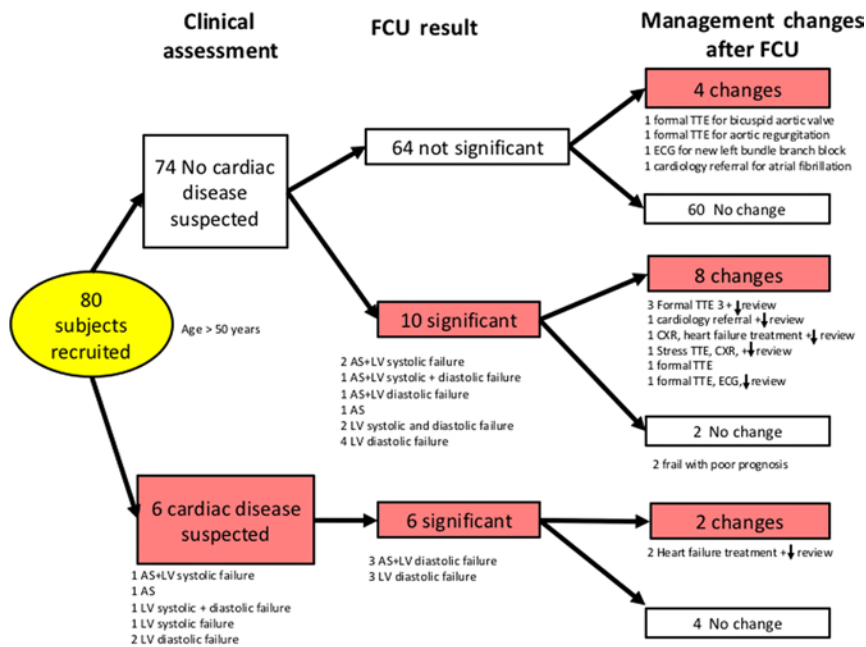 Clinical
assessment
FCU result
Management changes
after FCU
80
subjects
recruited
Age > 50 years
74 No cardiac
disease
suspected
64 not significant
4 changes
1 formal TTE for bicuspid aortic valve
1 formal TTE for aortic regurgitation
1 ECG for new left bundle branch block
1 cardiology referral for atrial fibrillation
60 No change
10 significant
2 AS+LV systolic failure
1 AS+LV systolic + diastolic failure
1 AS+LV diastolic failure
1 AS
2 LV systolic and diastolic failure
4 LV diastolic failure
8 changes
3 Formal TTE 3 +↓review
1 cardiology referral +↓review
1 CXR, heart failure treatment +↓ review
1 Stress TTE, CXR, +↓review
1 formal TTE
1 formal TTE, ECG,↓review
2 No change
2 frail with poor prognosis
6 cardiac disease
suspected
1 AS+LV systolic failure
1 AS
1 LV systolic + diastolic failure
1 LV systolic failure
2 LV diastolic failure
6 significant
3 AS+LV diastolic failure
3 LV diastolic failure
2 changes
2 Heart failure treatment +↓ review
4 No change